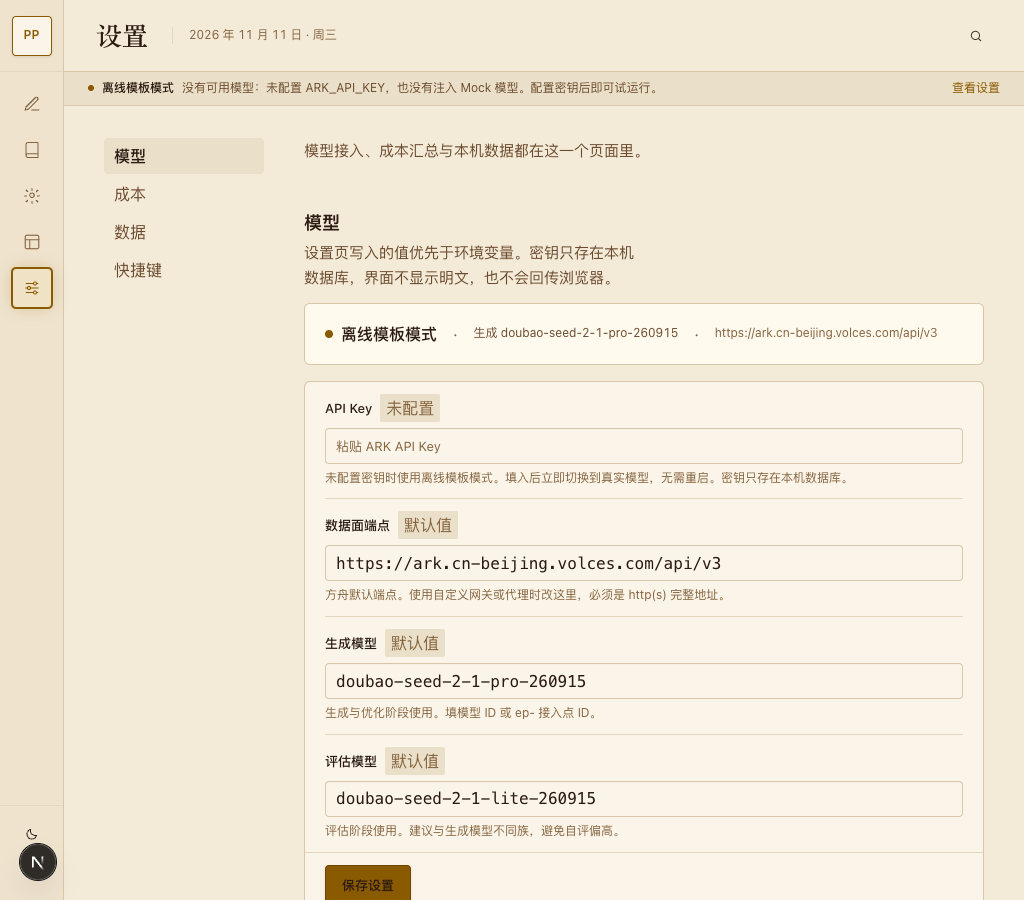 PP
设置
2026 年 11 月 11 日 · 周三
离线模板模式 没有可用模型：未配置 ARK_API_KEY，也没有注入 Mock 模型。配置密钥后即可试运行。
查看设置
模型
成本
数据
快捷键
模型接入、成本汇总与本机数据都在这一个页面里。
模型
设置页写入的值优先于环境变量。密钥只存在本机
数据库，界面不显示明文，也不会回传浏览器。
离线模板模式 · 生成 doubao-seed-2-1-pro-260915 · https://ark.cn-beijing.volces.com/api/v3
API Key 未配置
粘贴 ARK API Key
未配置密钥时使用离线模板模式。填入后立即切换到真实模型，无需重启。密钥只存在本机数据库。
数据面端点 默认值
https://ark.cn-beijing.volces.com/api/v3
方舟默认端点。使用自定义网关或代理时改这里，必须是 http(s) 完整地址。
生成模型 默认值
doubao-seed-2-1-pro-260915
生成与优化阶段使用。填模型 ID 或 ep- 接入点 ID。
评估模型 默认值
doubao-seed-2-1-lite-260915
评估阶段使用。建议与生成模型不同族，避免自评偏高。
保存设置
N